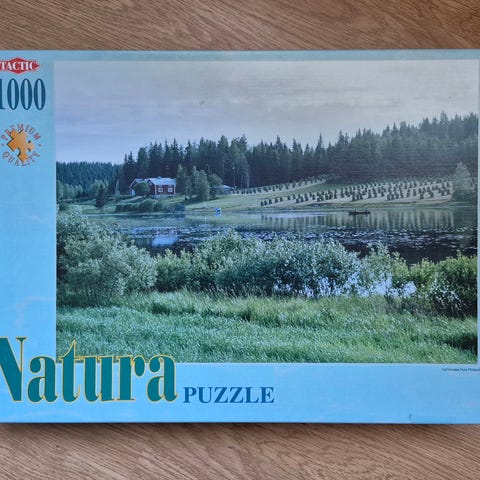 TACTIC
1000
PREMIUM
QUALITY
Natura PUZZLE